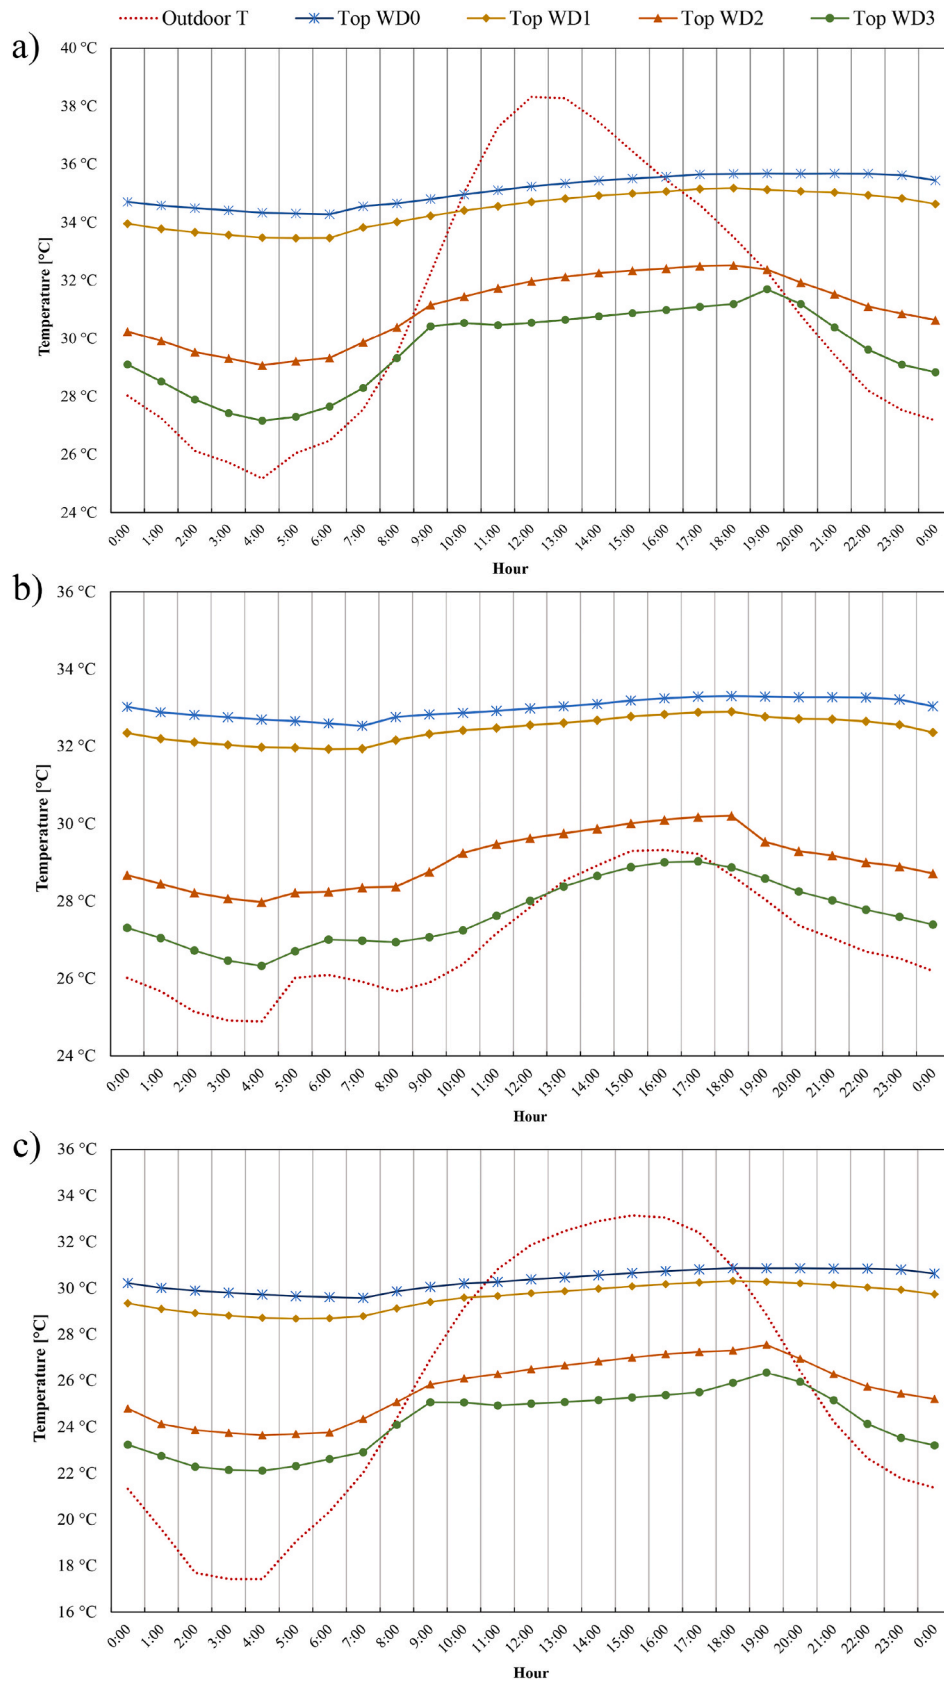 Outdoor T Top WD0 Top WD1 Top WD2 Top WD3
a)
40 °C
38 °C
36 °C
34 °C
32 °C
30 °C
28 °C
26 °C
24 °C
Temperature [°C]
0:00 1:00 2:00 3:00 4:00 5:00 6:00 7:00 8:00 9:00 10:00 11:00 12:00 13:00 14:00 15:00 16:00 17:00 18:00 19:00 20:00 21:00 22:00 23:00 0:00
Hour
b)
36 °C
34 °C
32 °C
30 °C
28 °C
26 °C
24 °C
Temperature [°C]
0:00 1:00 2:00 3:00 4:00 5:00 6:00 7:00 8:00 9:00 10:00 11:00 12:00 13:00 14:00 15:00 16:00 17:00 18:00 19:00 20:00 21:00 22:00 23:00 0:00
Hour
c)
36 °C
34 °C
32 °C
30 °C
28 °C
26 °C
24 °C
22 °C
20 °C
18 °C
16 °C
Temperature [°C]
0:00 1:00 2:00 3:00 4:00 5:00 6:00 7:00 8:00 9:00 10:00 11:00 12:00 13:00 14:00 15:00 16:00 17:00 18:00 19:00 20:00 21:00 22:00 23:00 0:00
Hour